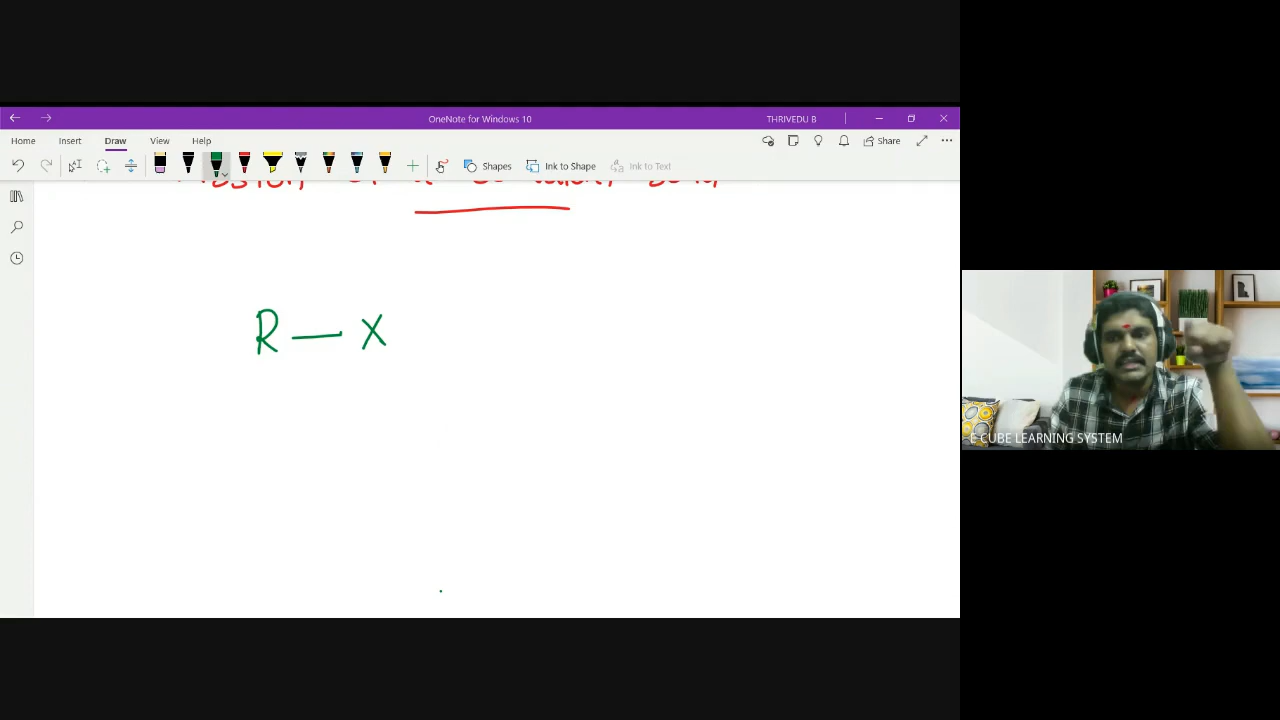 OneNote for Windows 10
THRIVEDU B
Home Insert Draw View Help
Share
Shapes Ink to Shape Ink to Text
R — X
E CUBE LEARNING SYSTEM